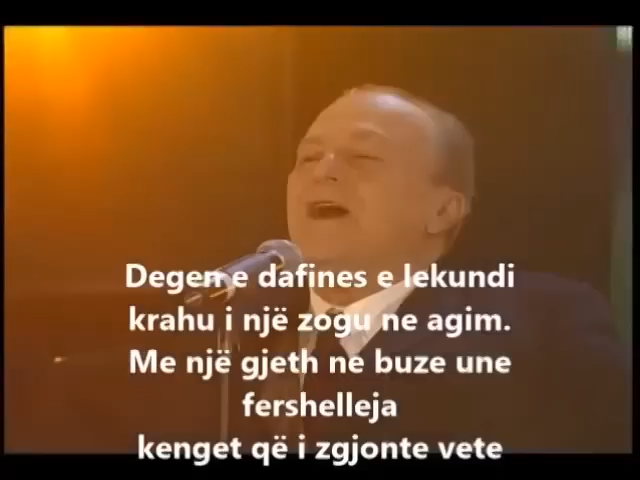 Degen e dafines e lekundi
krahu i një zogu ne agim.
Me një gjeth ne buze une
fershelleja
kenget që i zgjonte vete